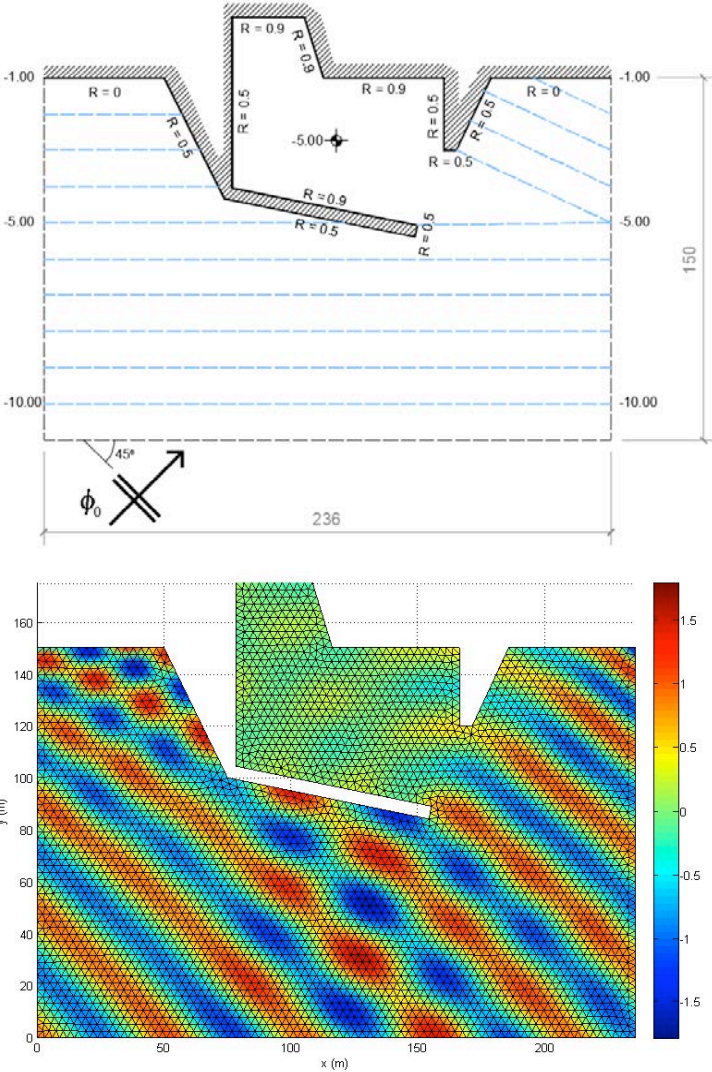 R = 0.9
R = 0.9
-1.00
R = 0
R = 0.5
R = 0.5
R = 0.9
R = 0.5
R = 0.5
R = 0
-1.00
-5.00
R = 0.5
R = 0.9
R = 0.5
R = 0.5
-5.00
-5.00
150
-10.00
-10.00
45º
ϕ0
236
160
140
120
100
80
60
40
20
0
y (m)
0
50
100
150
200
x (m)
1.5
1
0.5
0
-0.5
-1
-1.5